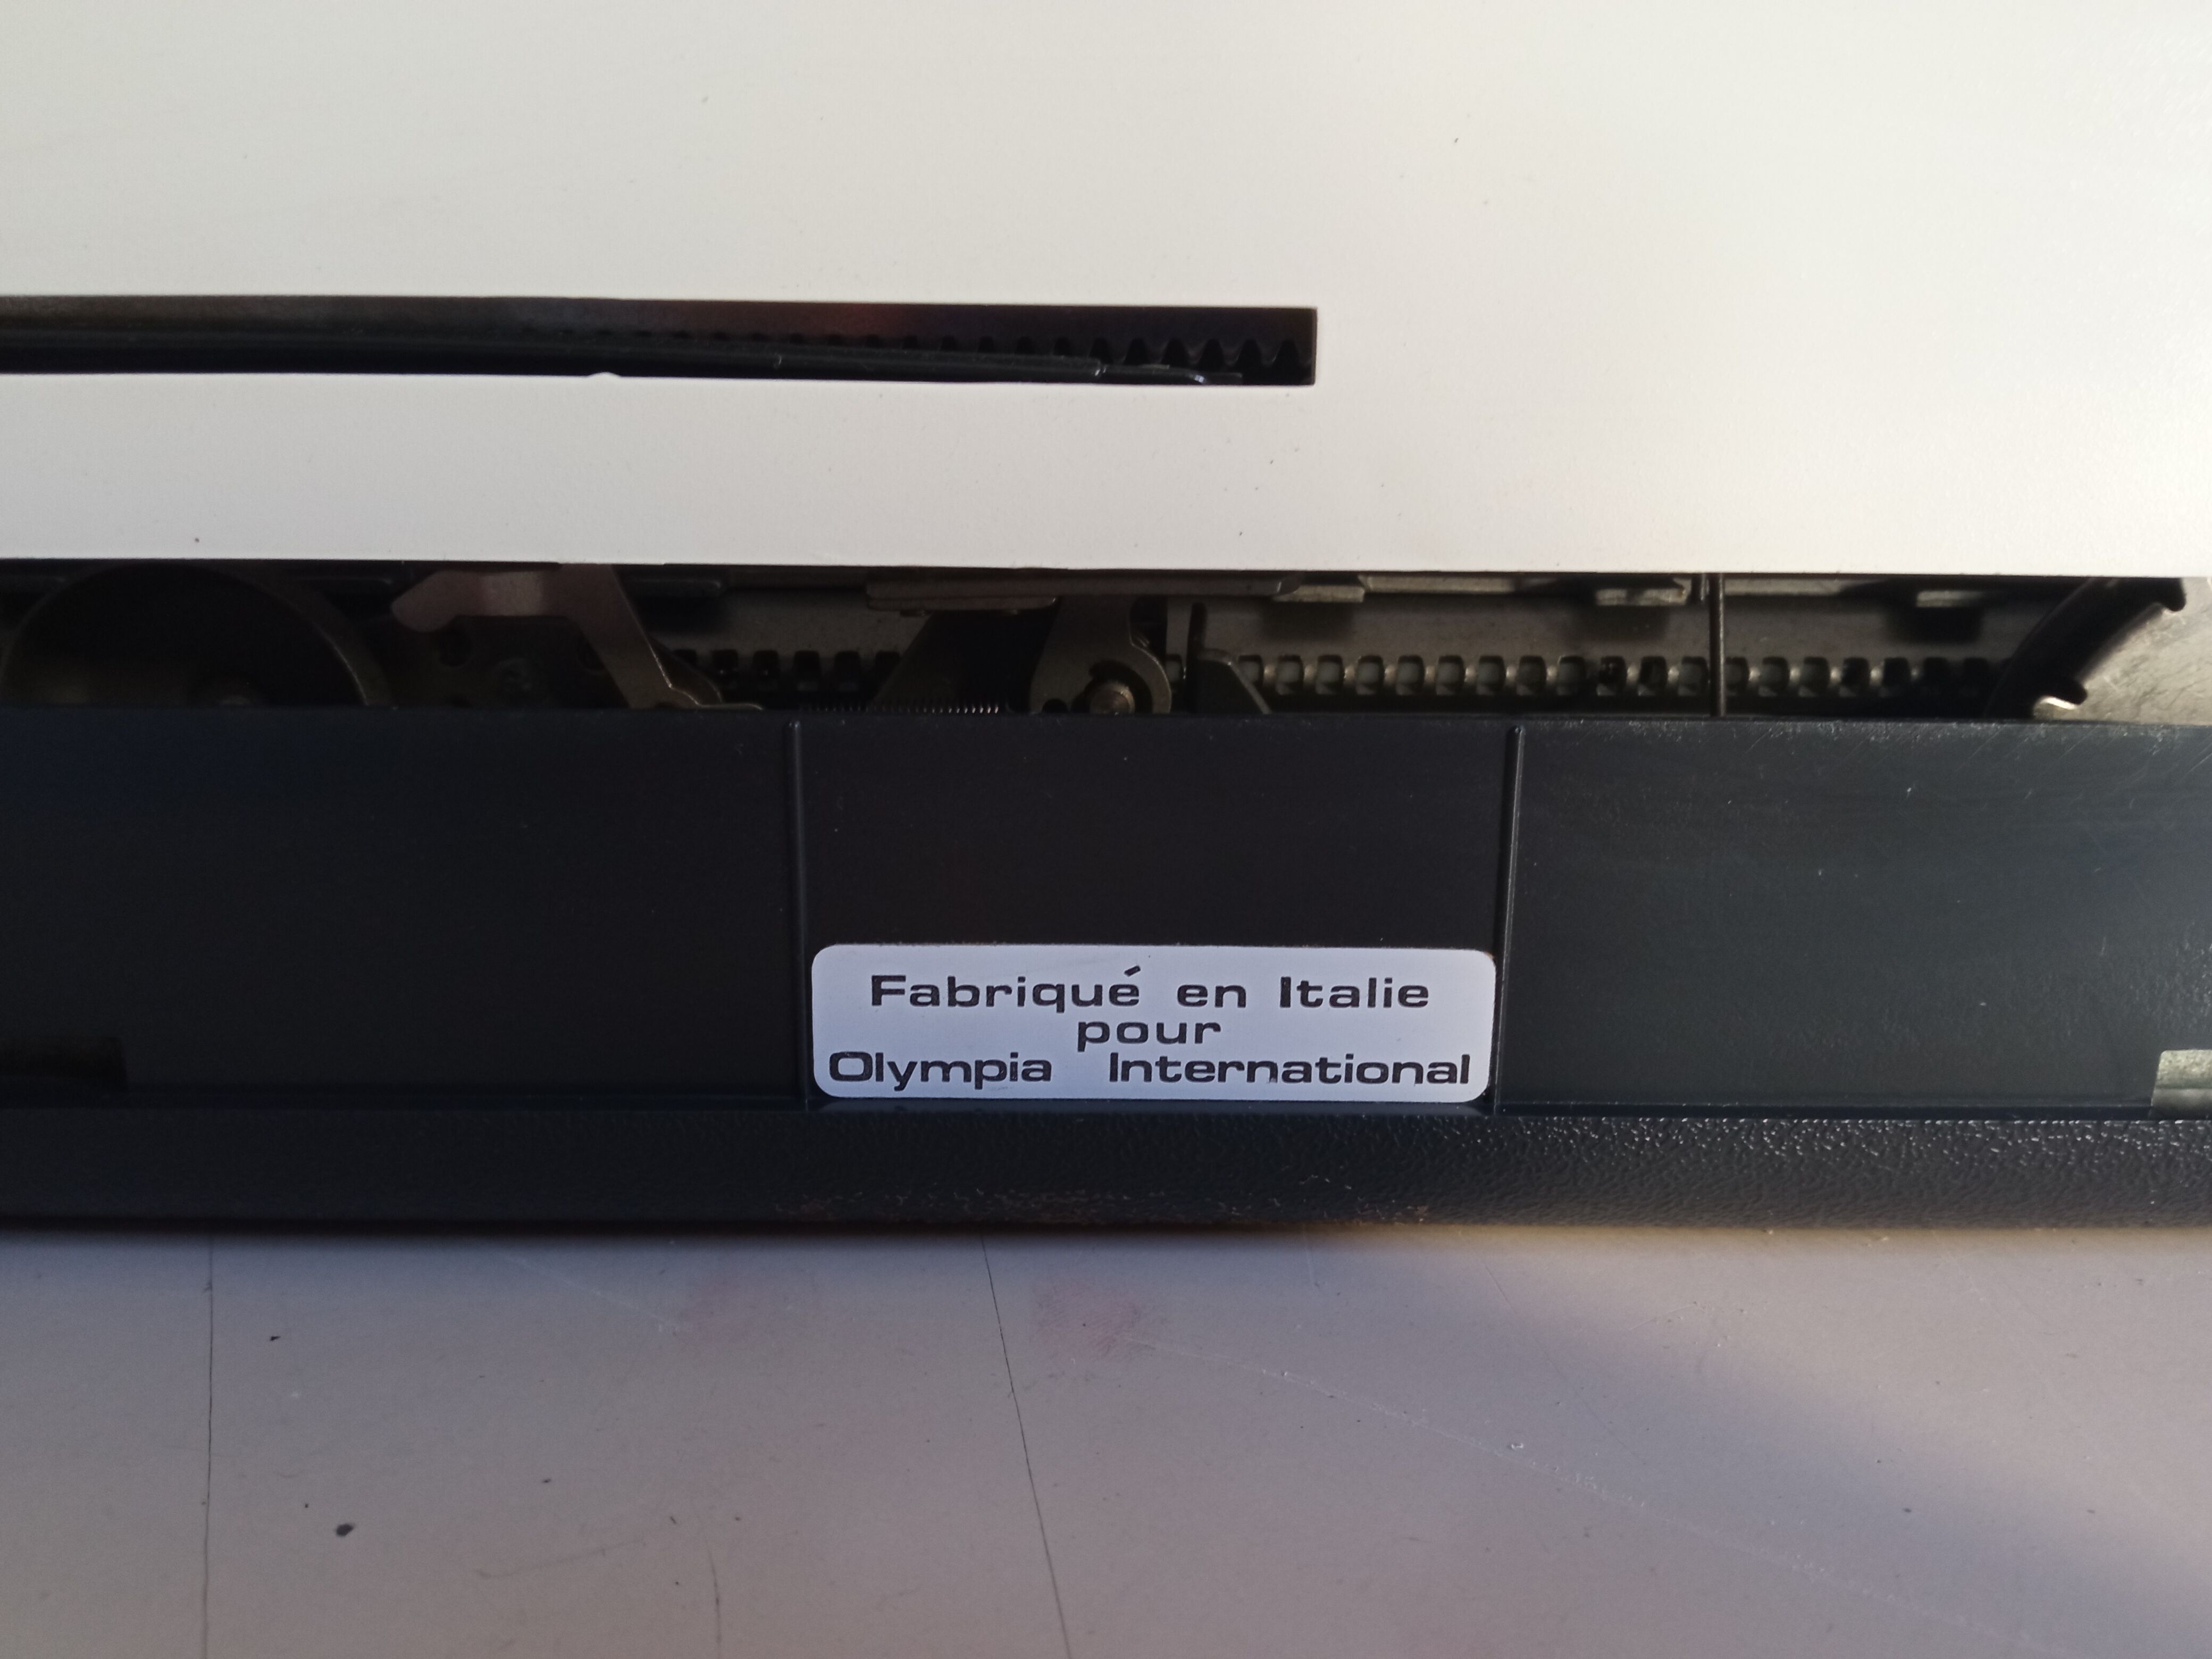 Fabriqué en Italie
pour
Olympia International